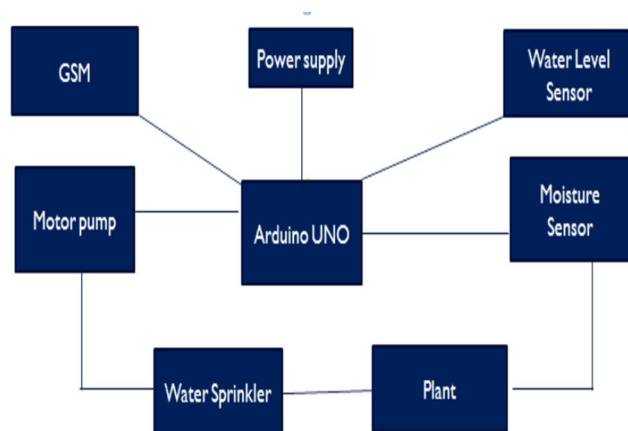 GSM
Power supply
Water Level
Sensor
Motor pump
Arduino UNO
Moisture
Sensor
Water Sprinkler
Plant